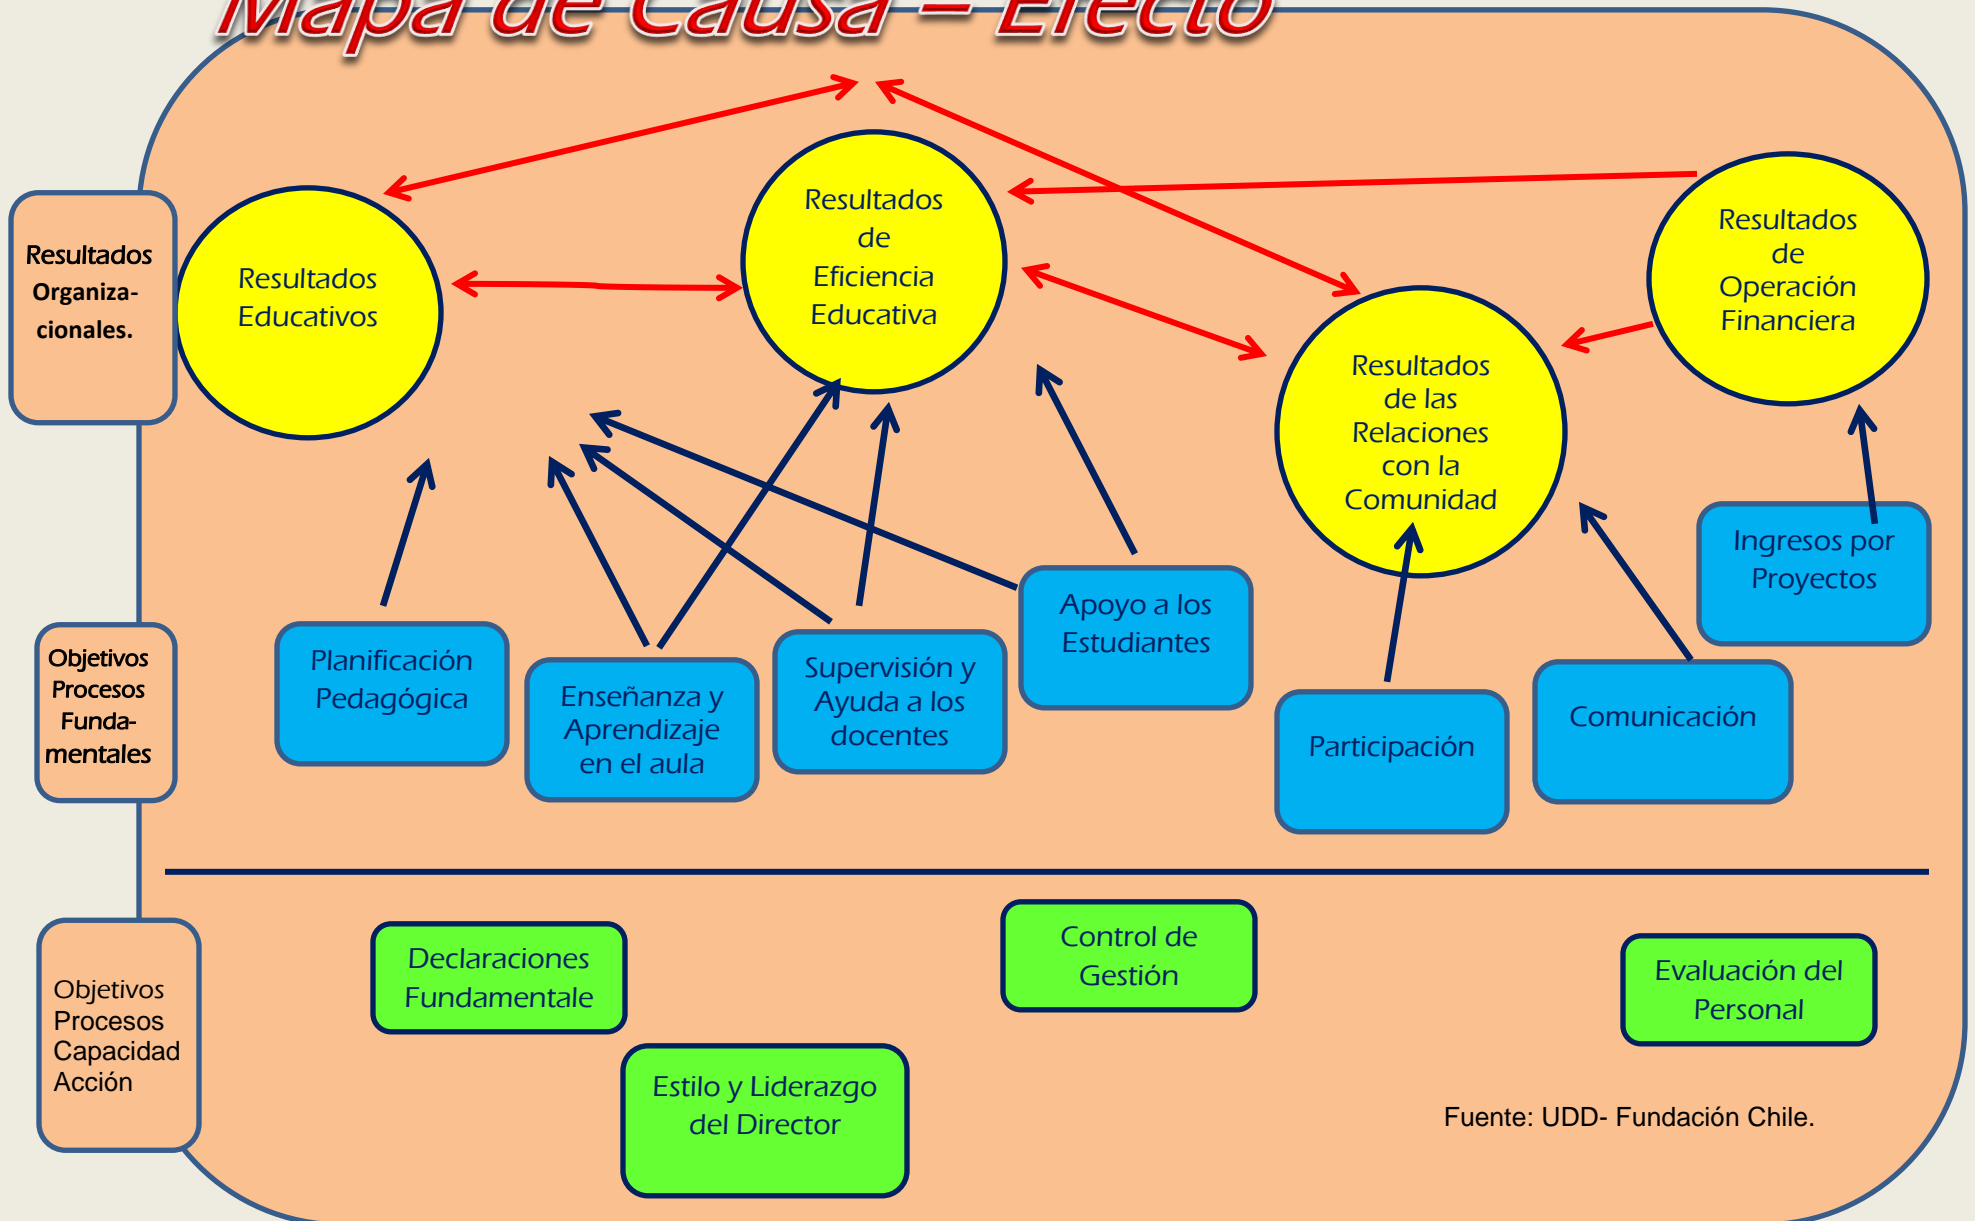 Mapa de Causa – Efecto
Resultados
Organiza-
cionales.
Resultados
Educativos
Resultados
de
Eficiencia
Educativa
Resultados
de las
Relaciones
con la
Comunidad
Resultados
de
Operación
Financiera
Objetivos
Procesos
Funda-
mentales
Planificación
Pedagógica
Enseñanza y
Aprendizaje
en el aula
Supervisión y
Ayuda a los
docentes
Apoyo a los
Estudiantes
Participación
Comunicación
Ingresos por
Proyectos
Objetivos
Procesos
Capacidad
Acción
Declaraciones
Fundamentale
Estilo y Liderazgo
del Director
Control de
Gestión
Evaluación del
Personal
Fuente: UDD- Fundación Chile.